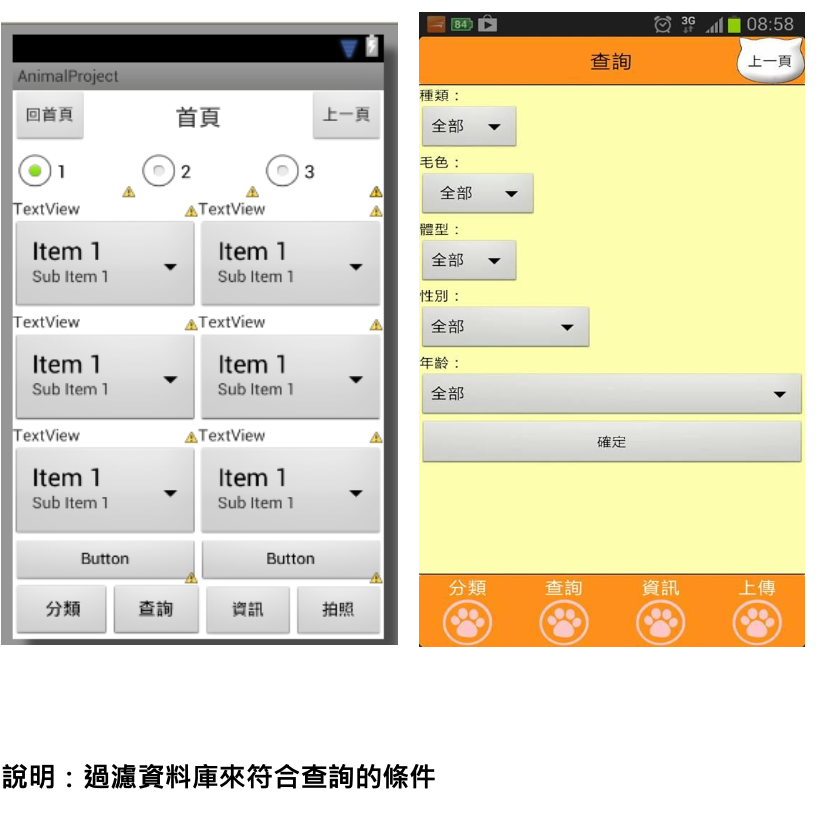 AnimalProject
回首頁 首頁 上一頁
1 2 3
TextView TextView
Item 1 Item 1
Sub Item 1 Sub Item 1
TextView TextView
Item 1 Item 1
Sub Item 1 Sub Item 1
TextView TextView
Item 1 Item 1
Sub Item 1 Sub Item 1
Button Button
分類 查詢 資訊 拍照
84 3G 08:58
查詢 上一頁
種類：
全部
毛色：
全部
體型：
全部
性別：
全部
年齡：
全部
確定
分類 查詢 資訊 上傳
說明：過濾資料庫來符合查詢的條件